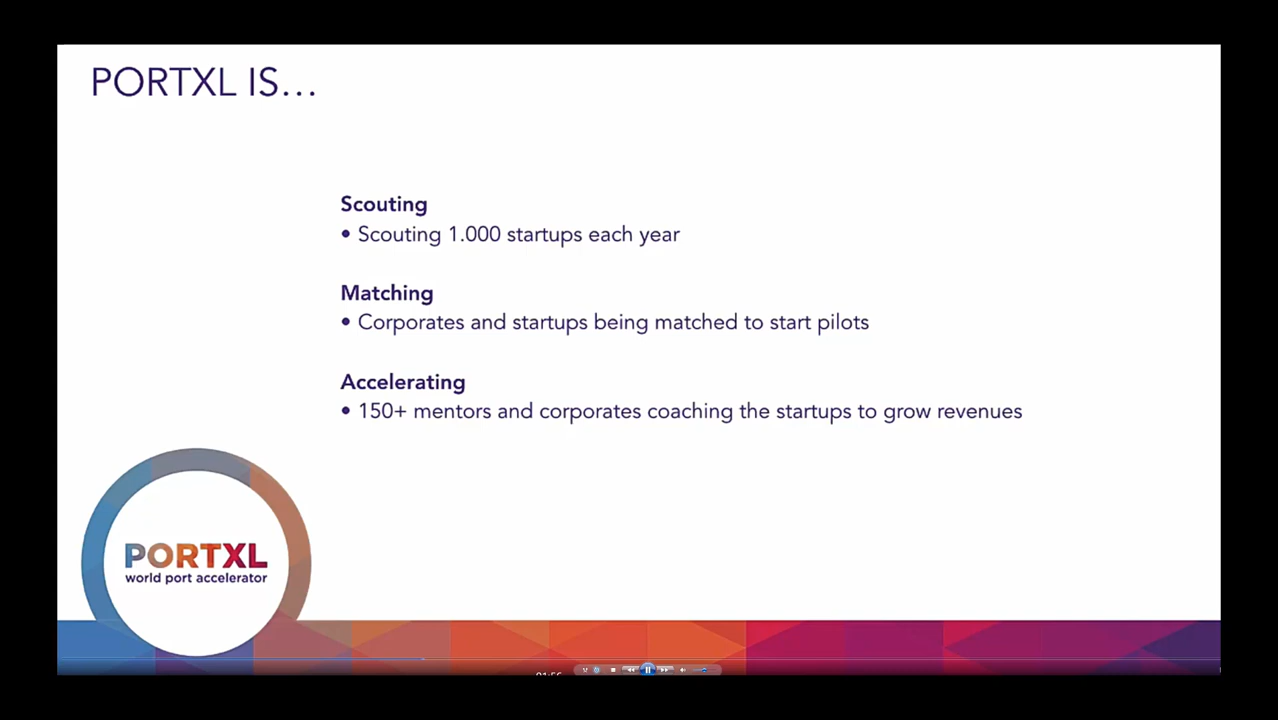 PORTXL IS...
Scouting
• Scouting 1.000 startups each year
Matching
• Corporates and startups being matched to start pilots
Accelerating
• 150+ mentors and corporates coaching the startups to grow revenues
PORTXL
world port accelerator